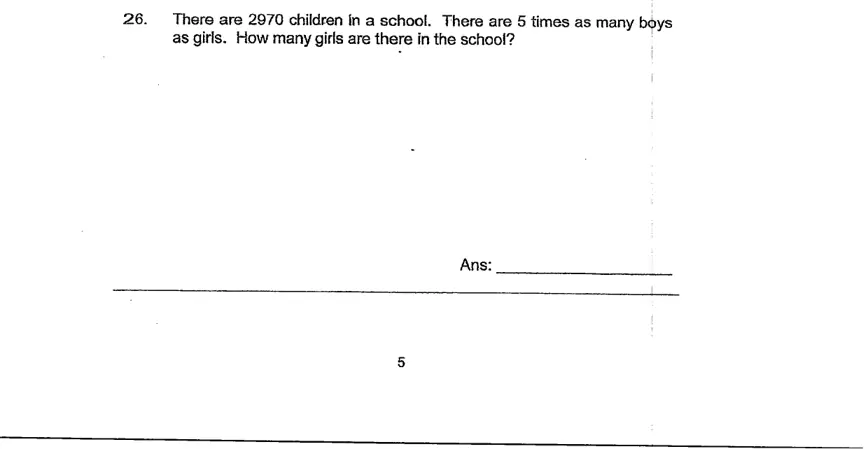 26. There are 2970 children in a school. There are 5 times as many boys
as girls. How many girls are there in the school?
Ans:
5